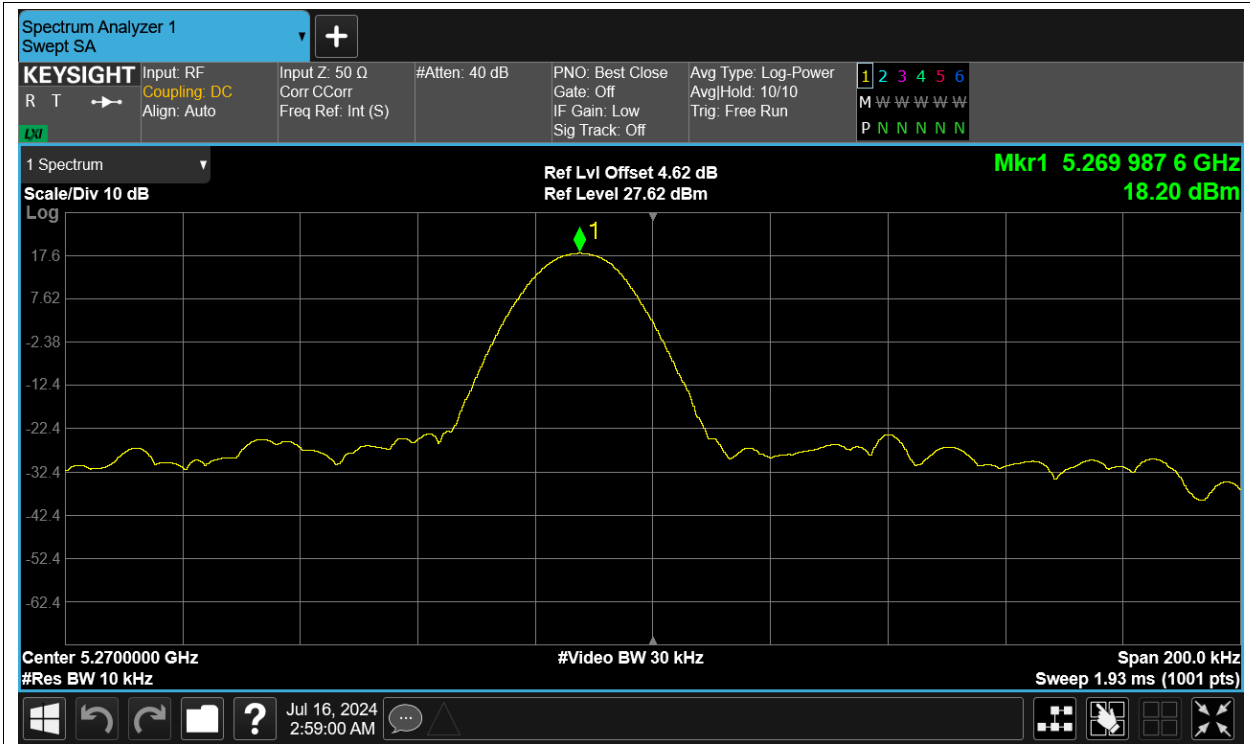 Spectrum Analyzer 1
Swept SA
KEYSIGHT
R T
LXI
Input: RF
Coupling: DC
Align: Auto
Input Z: 50 Ω
Corr CCorr
Freq Ref: Int (S)
#Atten: 40 dB
PNO: Best Close
Gate: Off
IF Gain: Low
Sig Track: Off
Avg Type: Log-Power
Avg|Hold: 10/10
Trig: Free Run
1 2 3 4 5 6
M W W W W W
P N N N N N
1 Spectrum
Scale/Div 10 dB
Log
Ref Lvl Offset 4.62 dB
Ref Level 27.62 dBm
Mkr1 5.269 987 6 GHz
18.20 dBm
1
17.6
7.62
-2.38
-12.4
-22.4
-32.4
-42.4
-52.4
-62.4
Center 5.2700000 GHz
#Res BW 10 kHz
#Video BW 30 kHz
Span 200.0 kHz
Sweep 1.93 ms (1001 pts)
?
Jul 16, 2024
2:59:00 AM